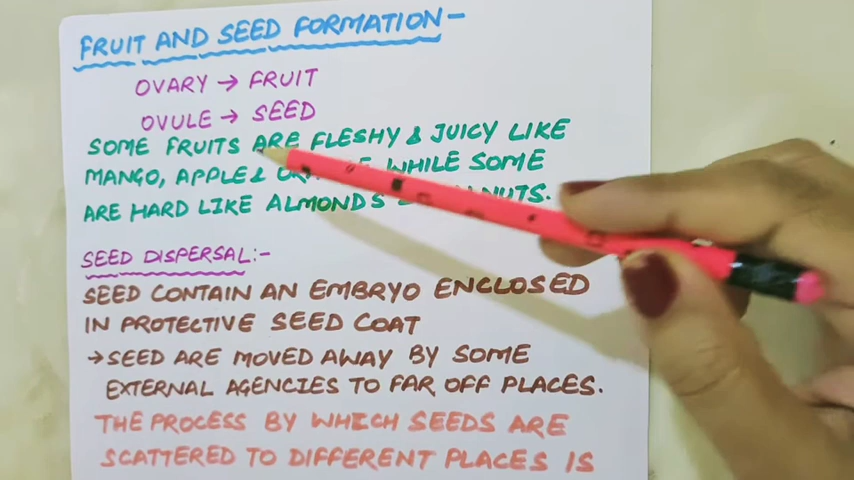 FRUIT AND SEED FORMATION-
OVARY → FRUIT
OVULE → SEED
SOME FRUITS ARE FLESHY & JUICY LIKE
MANGO, APPLE & WHILE SOME
ARE HARD LIKE ALMONDS
SEED DISPERSAL:-
SEED CONTAIN AN EMBRYO ENCLOSED
IN PROTECTIVE SEED COAT
→ SEED ARE MOVED AWAY BY SOME
EXTERNAL AGENCIES TO FAR OFF PLACES.
THE PROCESS BY WHICH SEEDS ARE
SCATTERED TO DIFFERENT PLACES IS